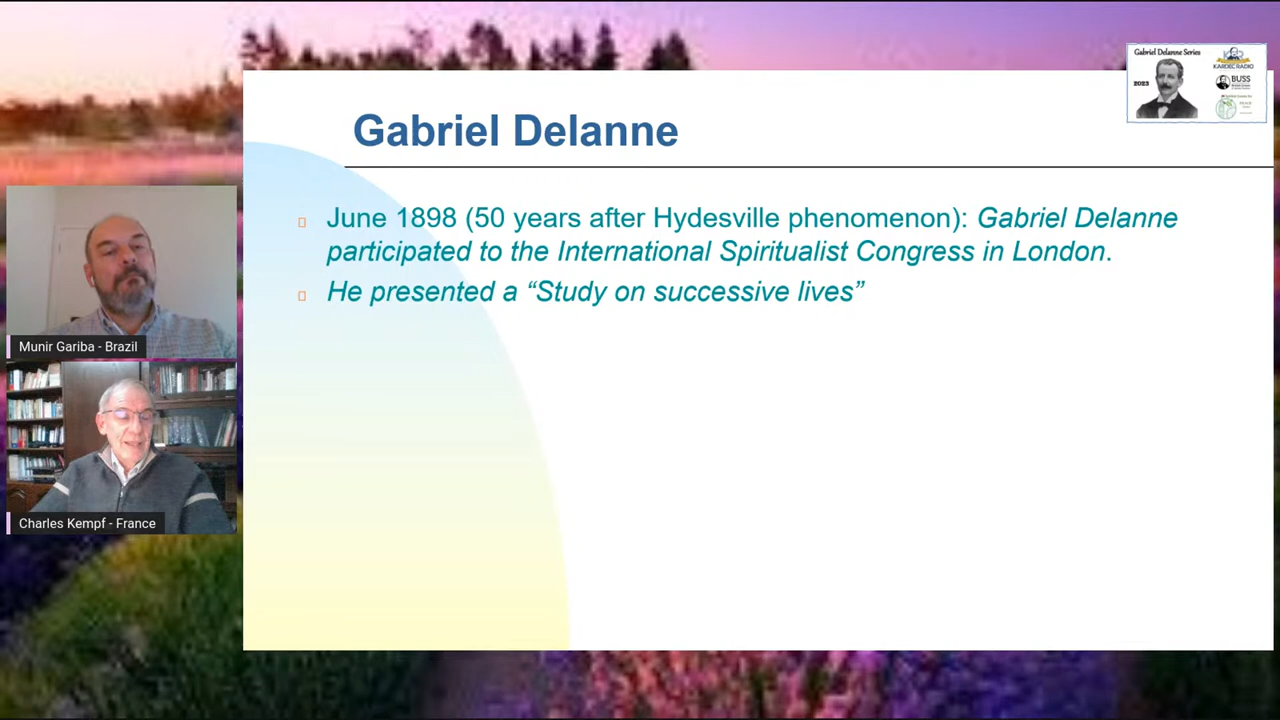 Gabriel Delanne Series
2023
KARDEC RADIO
BUSS
Gabriel Delanne
June 1898 (50 years after Hydesville phenomenon): Gabriel Delanne
participated to the International Spiritualist Congress in London.
He presented a “Study on successive lives”
Munir Gariba - Brazil
Charles Kempf - France